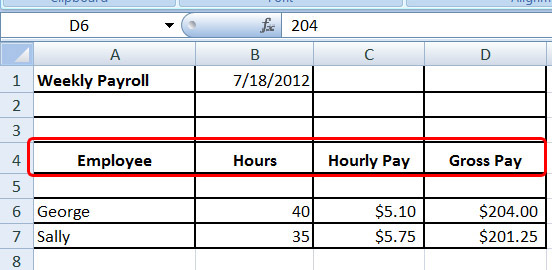 Clipboard Font Alignm
D6 fx 204
A B C D
1 Weekly Payroll 7/18/2012
2
3
4 Employee Hours Hourly Pay Gross Pay
5
6 George 40 $5.10 $204.00
7 Sally 35 $5.75 $201.25
8